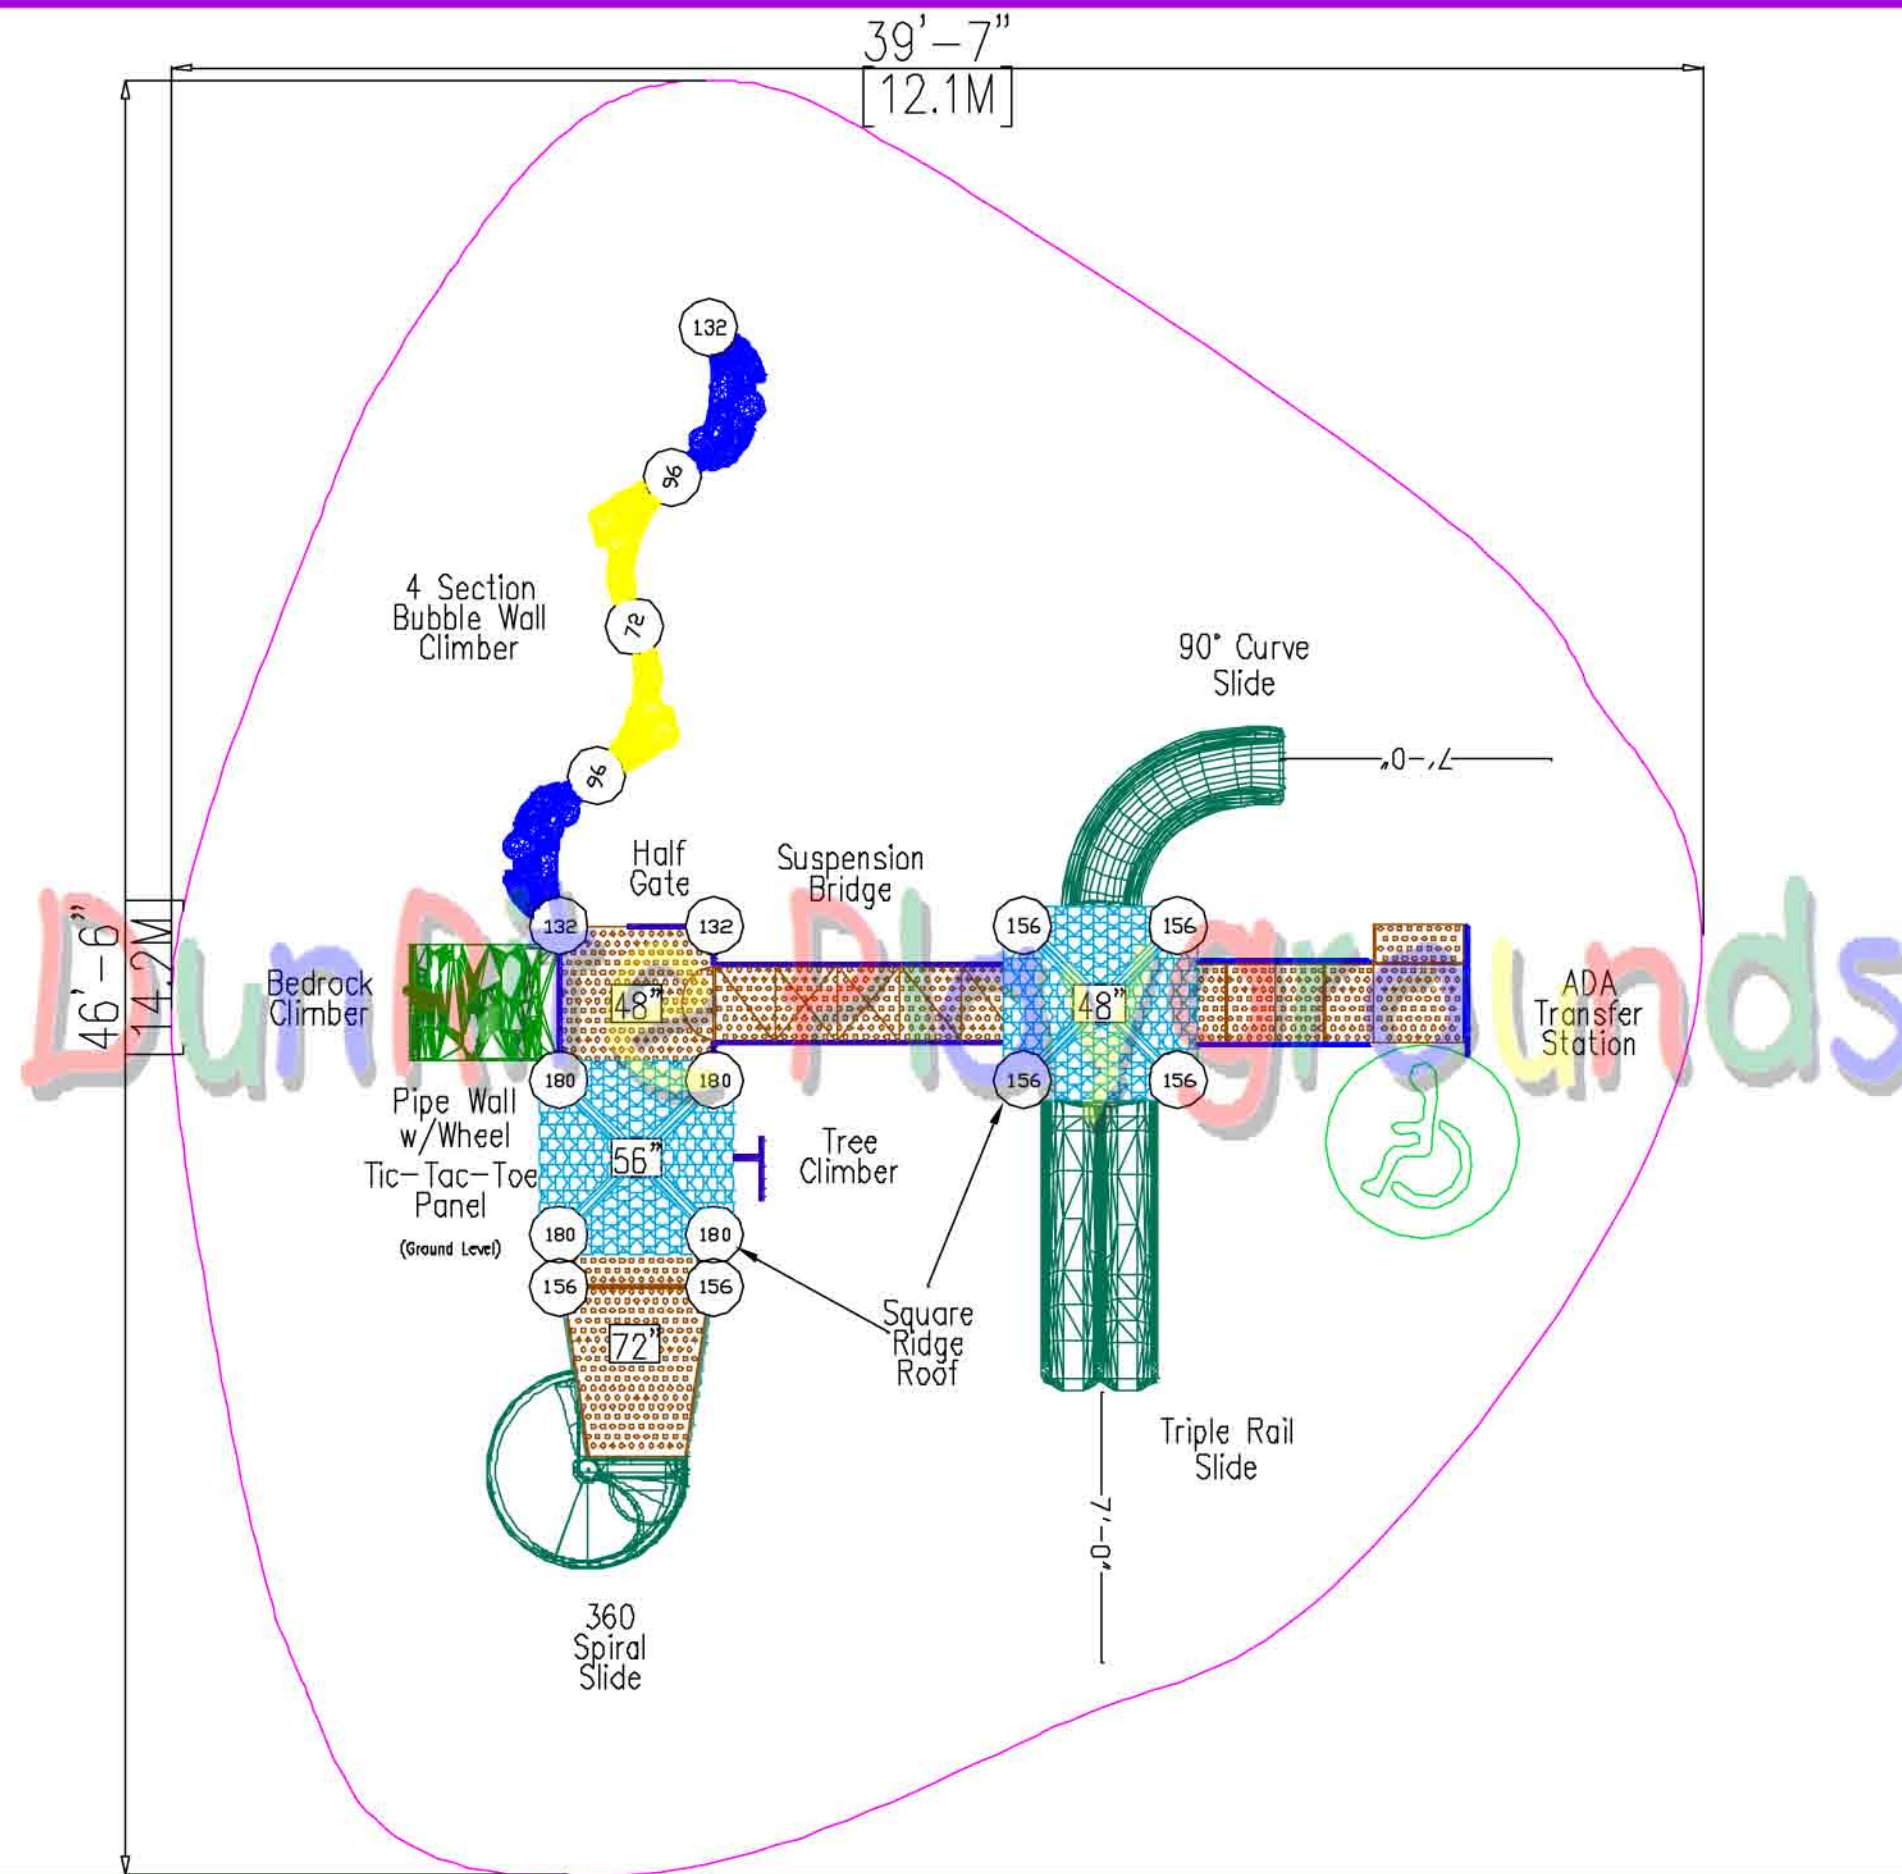 39'-7"
[12.1M]
132
96
4 Section
Bubble Wall
Climber
72
90° Curve
Slide
7'-0"
96
Half
Gate
Suspension
Bridge
132
132
156
156
46'-6"
14.2M
Bedrock
Climber
48"
48"
ADA
Transfer
Station
DunRite Playgrounds
180
180
156
156
Pipe Wall
w/Wheel
Tic-Tac-Toe
Panel
(Ground Level)
56"
Tree
Climber
180
180
156
156
72"
Square
Ridge
Roof
Triple Rail
Slide
7'-0"
360
Spiral
Slide